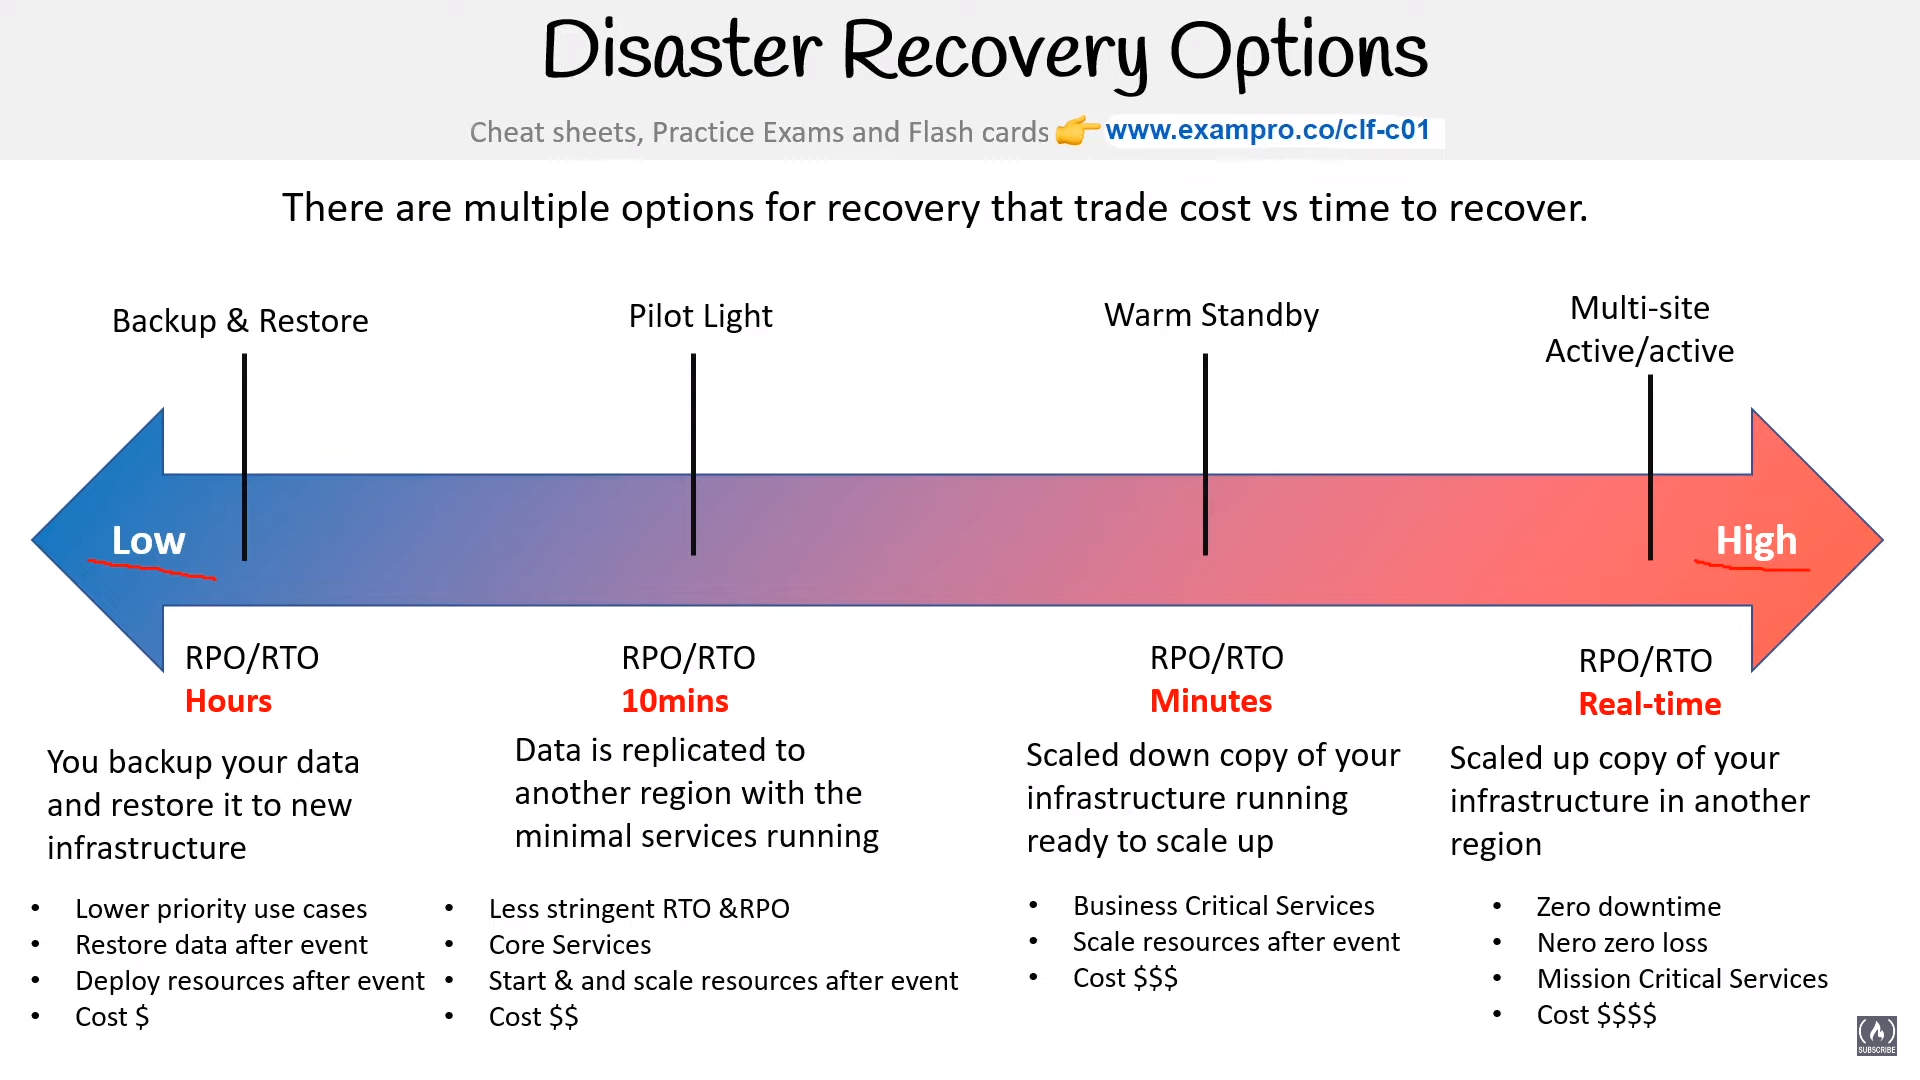 Disaster Recovery Options
Cheat sheets, Practice Exams and Flash cards 👉 www.exampro.co/clf-c01
There are multiple options for recovery that trade cost vs time to recover.
Backup & Restore
Pilot Light
Warm Standby
Multi-site
Active/active
Low
High
RPO/RTO
Hours
You backup your data
and restore it to new
infrastructure
• Lower priority use cases
• Restore data after event
• Deploy resources after event
• Cost $
RPO/RTO
10mins
Data is replicated to
another region with the
minimal services running
• Less stringent RTO &RPO
• Core Services
• Start & and scale resources after event
• Cost $$
RPO/RTO
Minutes
Scaled down copy of your
infrastructure running
ready to scale up
• Business Critical Services
• Scale resources after event
• Cost $$$
RPO/RTO
Real-time
Scaled up copy of your
infrastructure in another
region
• Zero downtime
• Nero zero loss
• Mission Critical Services
• Cost $$$$
SUBSCRIBE